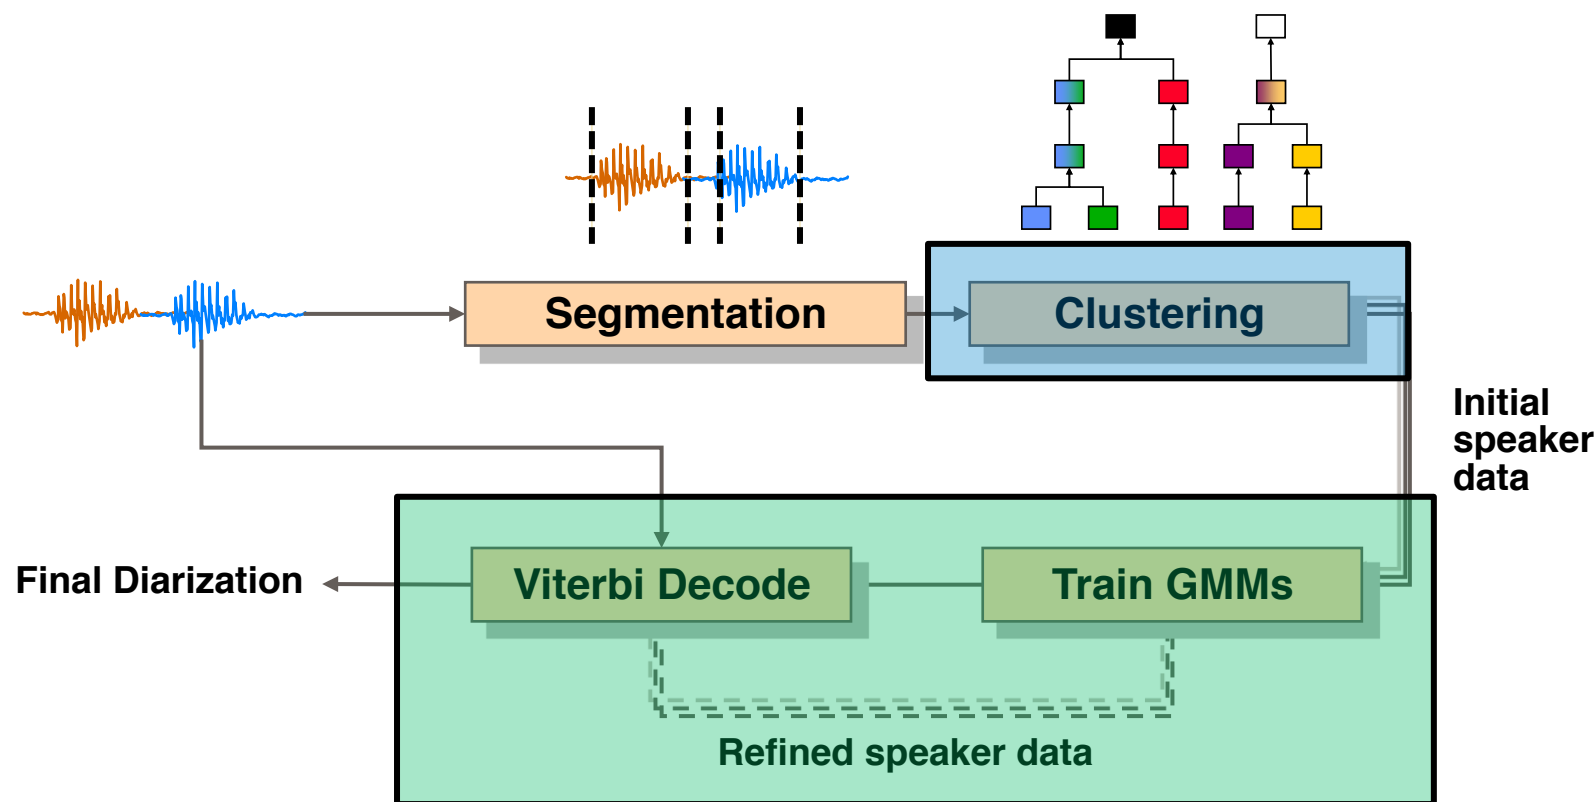 Segmentation
Clustering
Initial
speaker
data
Final Diarization
Viterbi Decode
Train GMMs
Refined speaker data